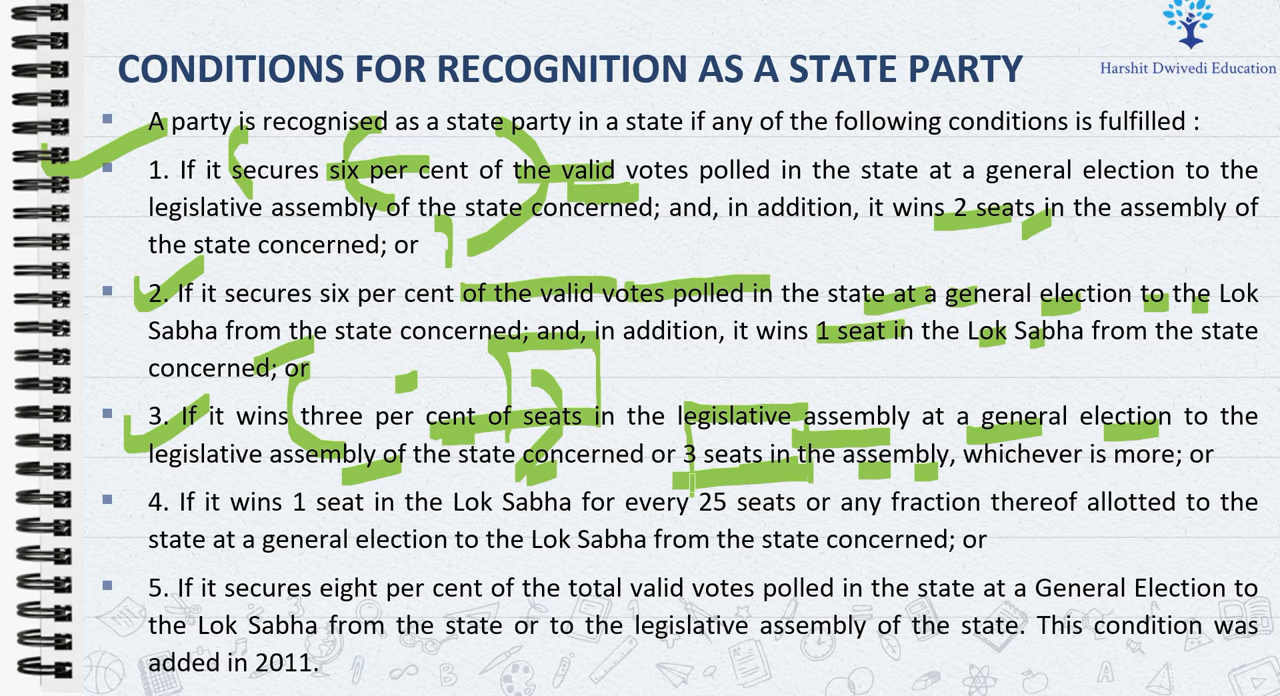 Harshit Dwivedi Education
CONDITIONS FOR RECOGNITION AS A STATE PARTY
▪ A party is recognised as a state party in a state if any of the following conditions is fulfilled :
▪ 1. If it secures six per cent of the valid votes polled in the state at a general election to the
legislative assembly of the state concerned; and, in addition, it wins 2 seats in the assembly of
the state concerned; or
▪ 2. If it secures six per cent of the valid votes polled in the state at a general election to the Lok
Sabha from the state concerned; and, in addition, it wins 1 seat in the Lok Sabha from the state
concerned; or
▪ 3. If it wins three per cent of seats in the legislative assembly at a general election to the
legislative assembly of the state concerned or 3 seats in the assembly, whichever is more; or
▪ 4. If it wins 1 seat in the Lok Sabha for every 25 seats or any fraction thereof allotted to the
state at a general election to the Lok Sabha from the state concerned; or
▪ 5. If it secures eight per cent of the total valid votes polled in the state at a General Election to
the Lok Sabha from the state or to the legislative assembly of the state. This condition was
added in 2011.